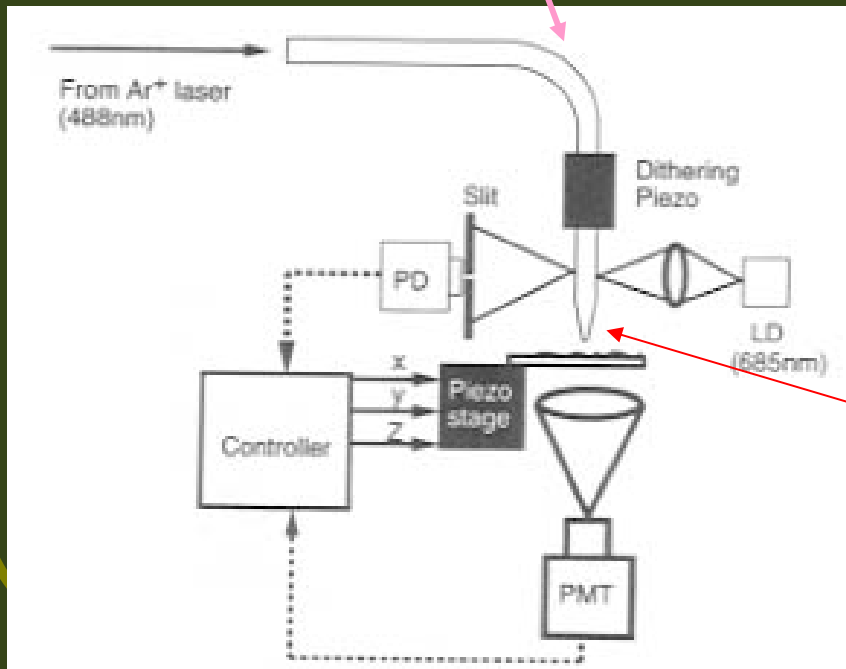 From Ar⁺ laser
(488nm)
Dithering
Piezo
Slit
PD
LD
(685nm)
X
y
Z
Piezo
stage
Controller
PMT